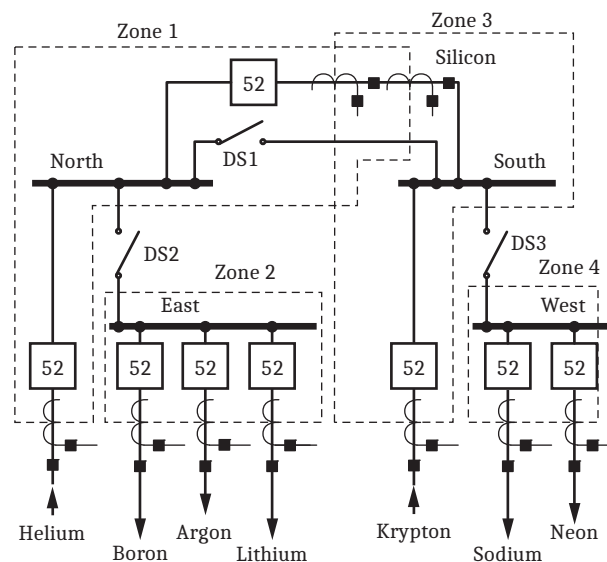 Zone 3
Zone 1
Silicon
52
DS1
North
South
DS2
DS3
Zone 2
Zone 4
East
West
52
52
52
52
52
52
52
Helium
Argon
Krypton
Neon
Boron
Lithium
Sodium